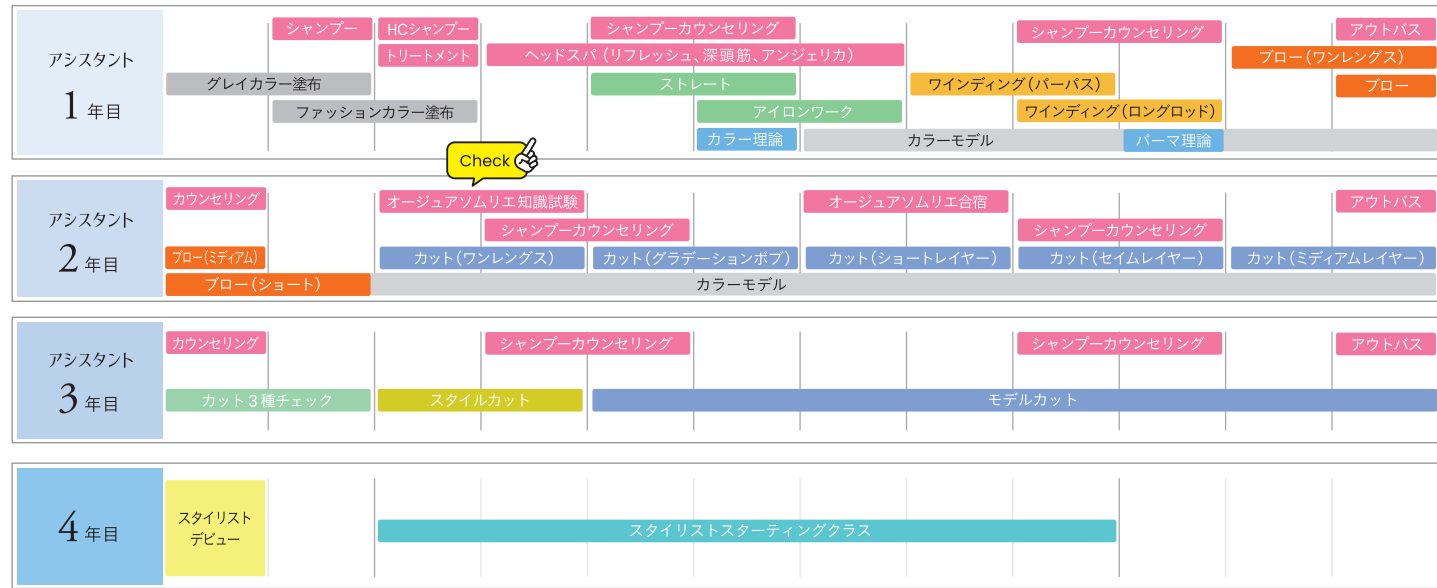 アシスタント
1 年目
シャンプー
HCシャンプー
シャンプーカウンセリング
シャンプーカウンセリング
アウトバス
トリートメント
ヘッドスパ(リフレッシュ、深頭筋、アンジェリカ)
ブロー(ワンレングス)
グレイカラー塗布
ストレート
ワインディング(パーパス)
ブロー
ファッションカラー塗布
アイロンワーク
ワインディング(ロングロッド)
カラー理論
カラーモデル
パーマ理論
Check
アシスタント
2 年目
カウンセリング
オージュアソムリエ知識試験
オージュアソムリエ合宿
アウトバス
シャンプーカウンセリング
シャンプーカウンセリング
ブロー(ミディアム)
カット(ワンレングス)
カット(グラデーションボブ)
カット(ショートレイヤー)
カット(セイムレイヤー)
カット(ミディアムレイヤー)
ブロー(ショート)
カラーモデル
アシスタント
3 年目
カウンセリング
シャンプーカウンセリング
シャンプーカウンセリング
アウトバス
カット3種チェック
スタイルカット
モデルカット
4 年目
スタイリスト
デビュー
スタイリストスターティングクラス